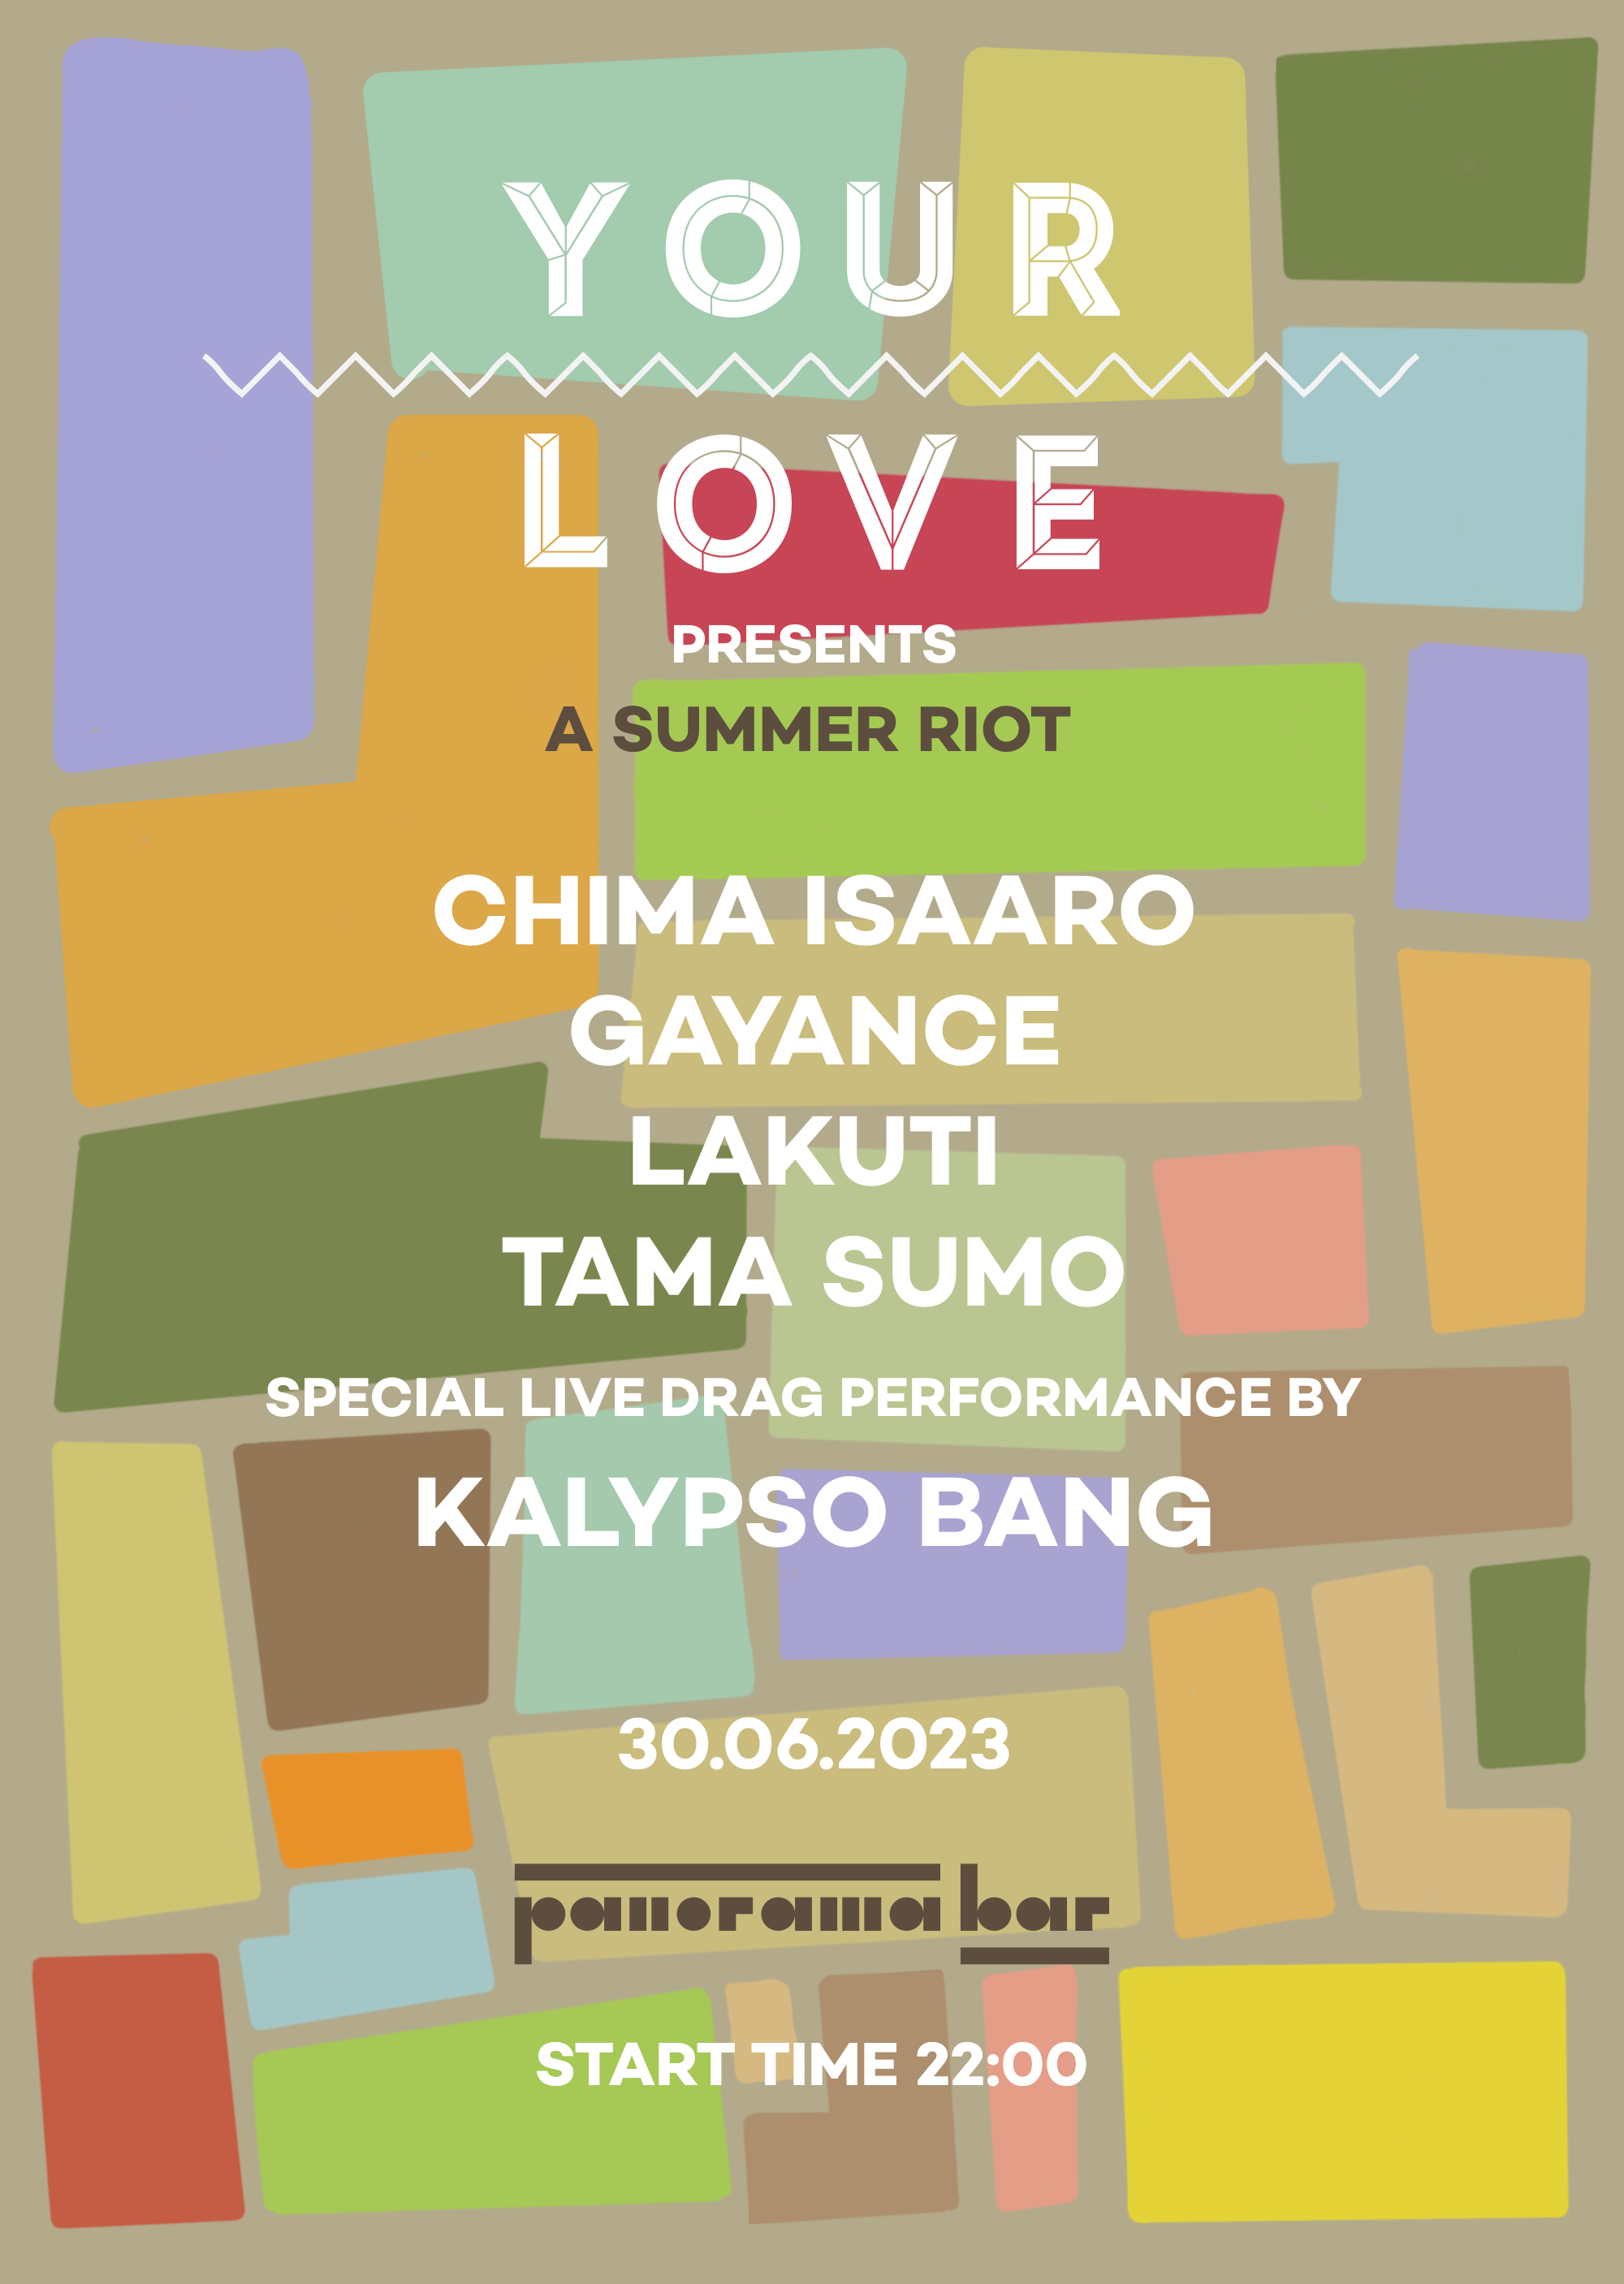 YOUR
LOVE
PRESENTS
A SUMMER RIOT
CHIMA ISAARO
GAYANCE
LAKUTI
TAMA SUMO
SPECIAL LIVE DRAG PERFORMANCE BY
KALYPSO BANG
30.06.2023
panorama bar
START TIME 22:00